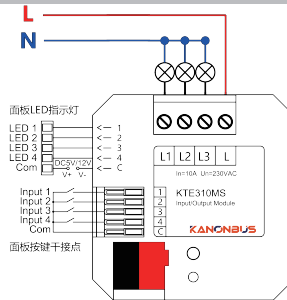 L
N
面板LED指示灯
LED 1
LED 2
LED 3
LED 4
Com
DC5V/12V
V+ V-
1
2
3
4
C
L1 L2 L3 L
In=10A Un=230VAC
KTE310MS
Input/Output Module
KANONBUS
Input 1
Input 2
Input 3
Input 4
Com
1
2
3
4
C
面板按键干接点